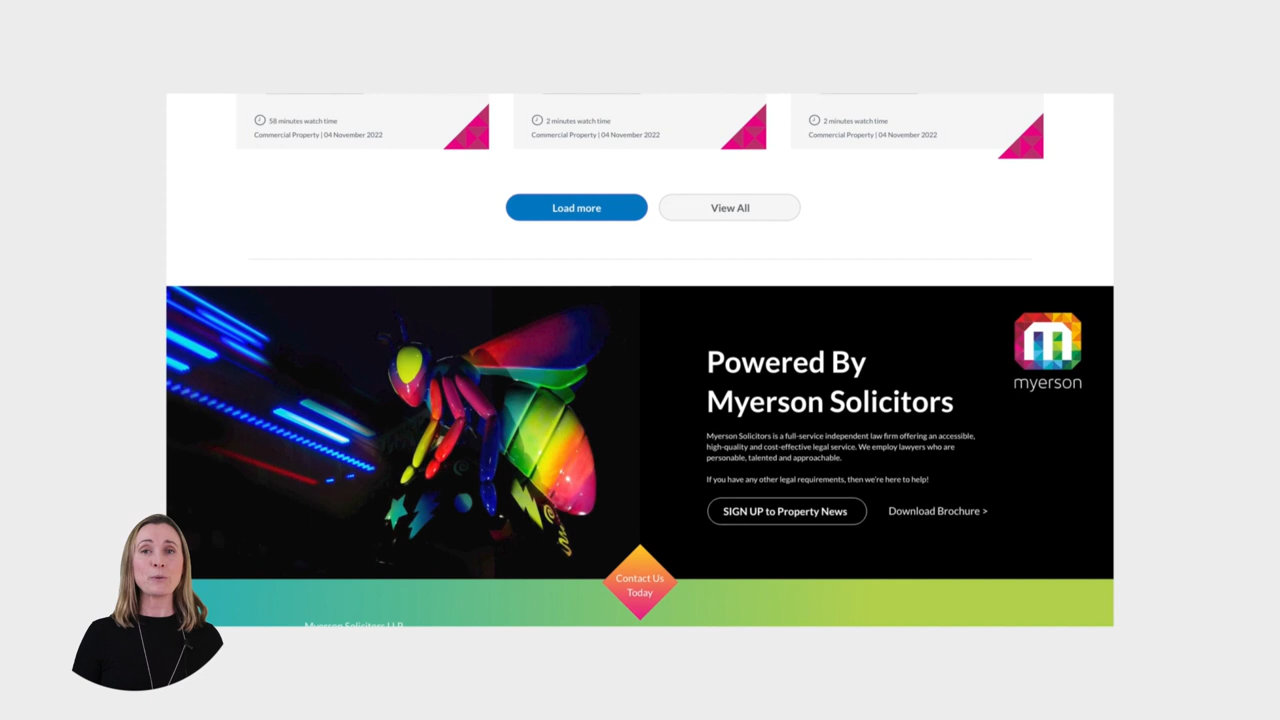 58 minutes watch time
Commercial Property | 04 November 2022
2 minutes watch time
Commercial Property | 04 November 2022
2 minutes watch time
Commercial Property | 04 November 2022
Load more
View All
myerson
Powered By
Myerson Solicitors
Myerson Solicitors is a full-service independent law firm offering an accessible,
high-quality and cost-effective legal service. We employ lawyers who are
personable, talented and approachable.
If you have any other legal requirements, then we're here to help!
SIGN UP to Property News
Download Brochure >
Contact Us
Today
Myerson Solicitors LLP